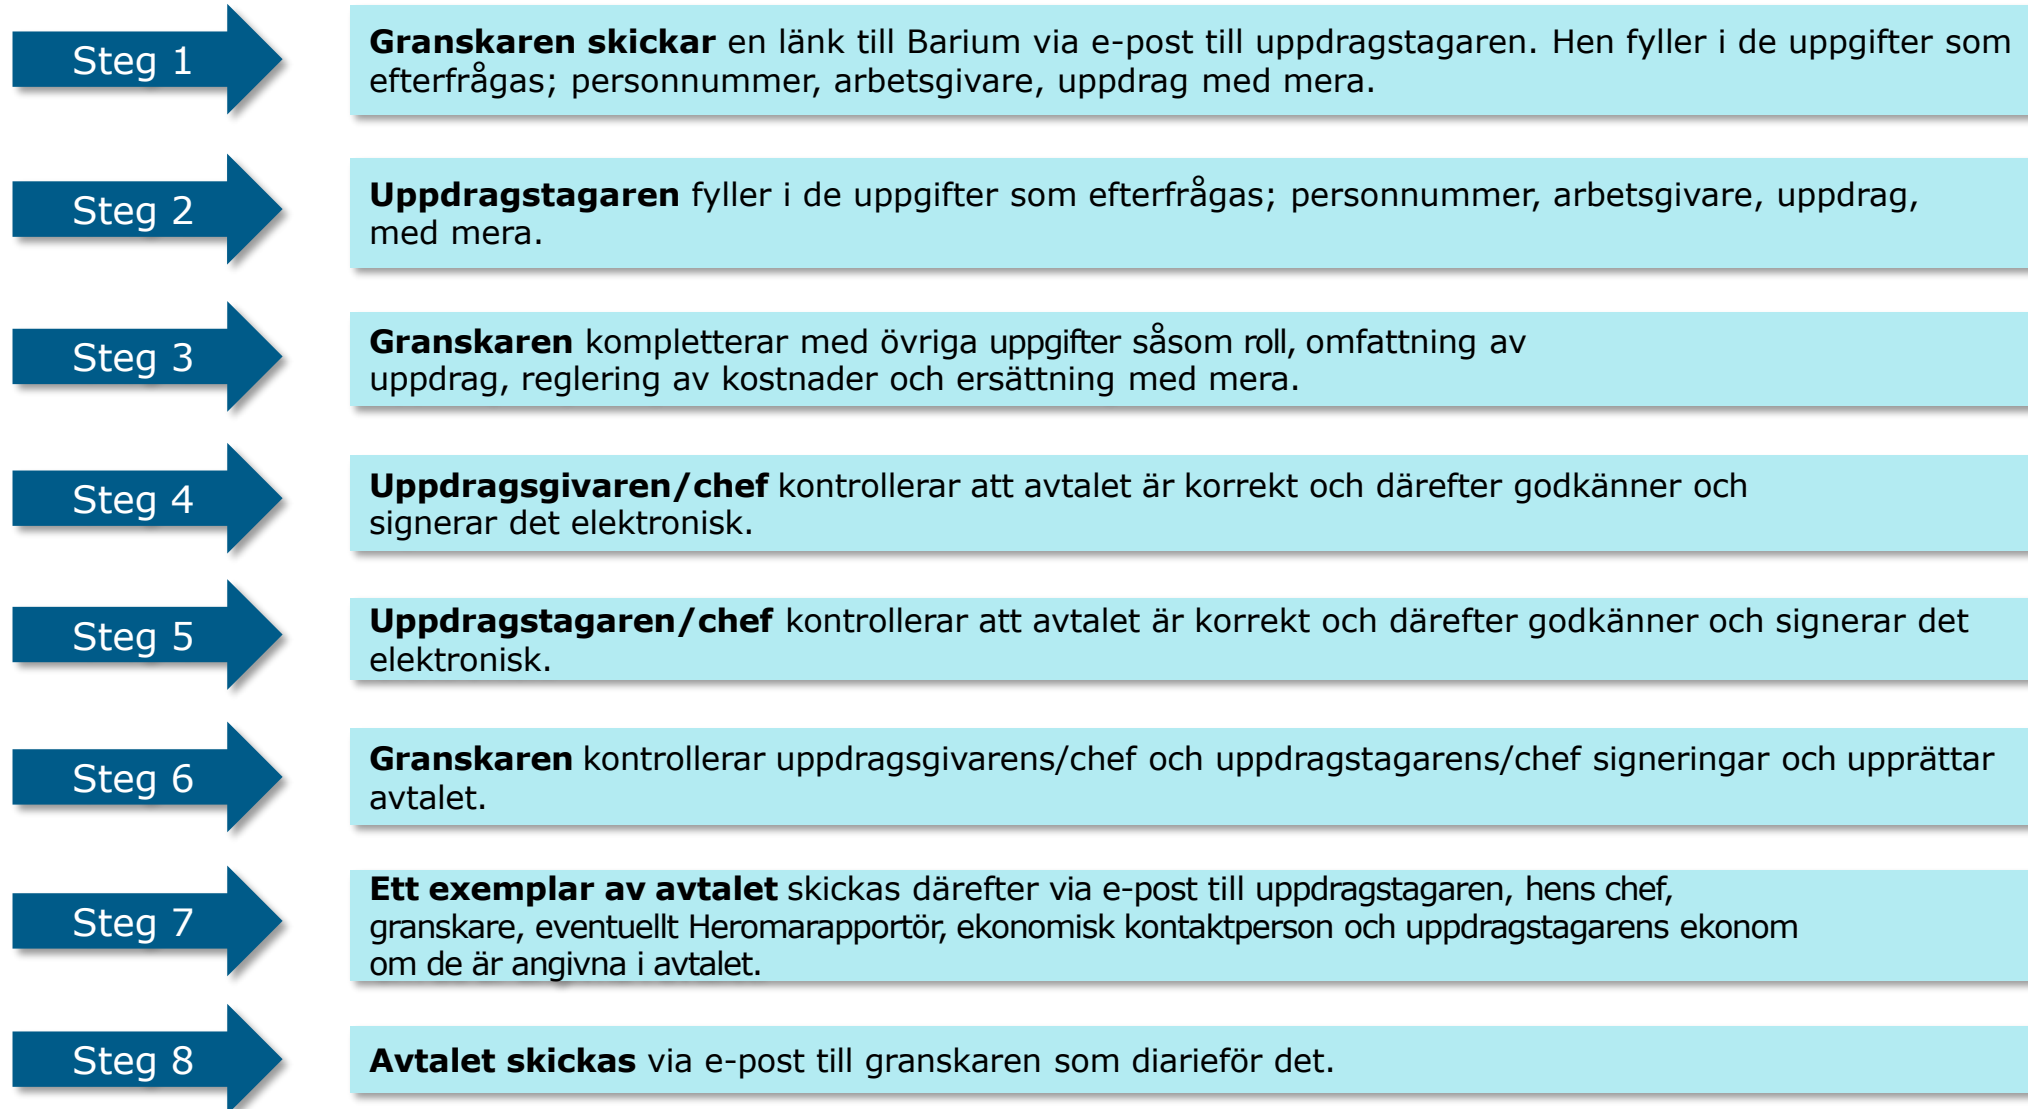 Steg 1
Granskaren skickar en länk till Barium via e-post till uppdragstagaren. Hen fyller i de uppgifter som
efterfrågas; personnummer, arbetsgivare, uppdrag med mera.
Steg 2
Uppdragstagaren fyller i de uppgifter som efterfrågas; personnummer, arbetsgivare, uppdrag,
med mera.
Steg 3
Granskaren kompletterar med övriga uppgifter såsom roll, omfattning av
uppdrag, reglering av kostnader och ersättning med mera.
Steg 4
Uppdragsgivaren/chef kontrollerar att avtalet är korrekt och därefter godkänner och
signerar det elektronisk.
Steg 5
Uppdragstagaren/chef kontrollerar att avtalet är korrekt och därefter godkänner och signerar det
elektronisk.
Steg 6
Granskaren kontrollerar uppdragsgivarens/chef och uppdragstagarens/chef signeringar och upprättar
avtalet.
Steg 7
Ett exemplar av avtalet skickas därefter via e-post till uppdragstagaren, hens chef,
granskare, eventuellt Heromarapportör, ekonomisk kontaktperson och uppdragstagarens ekonom
om de är angivna i avtalet.
Steg 8
Avtalet skickas via e-post till granskaren som diarieför det.